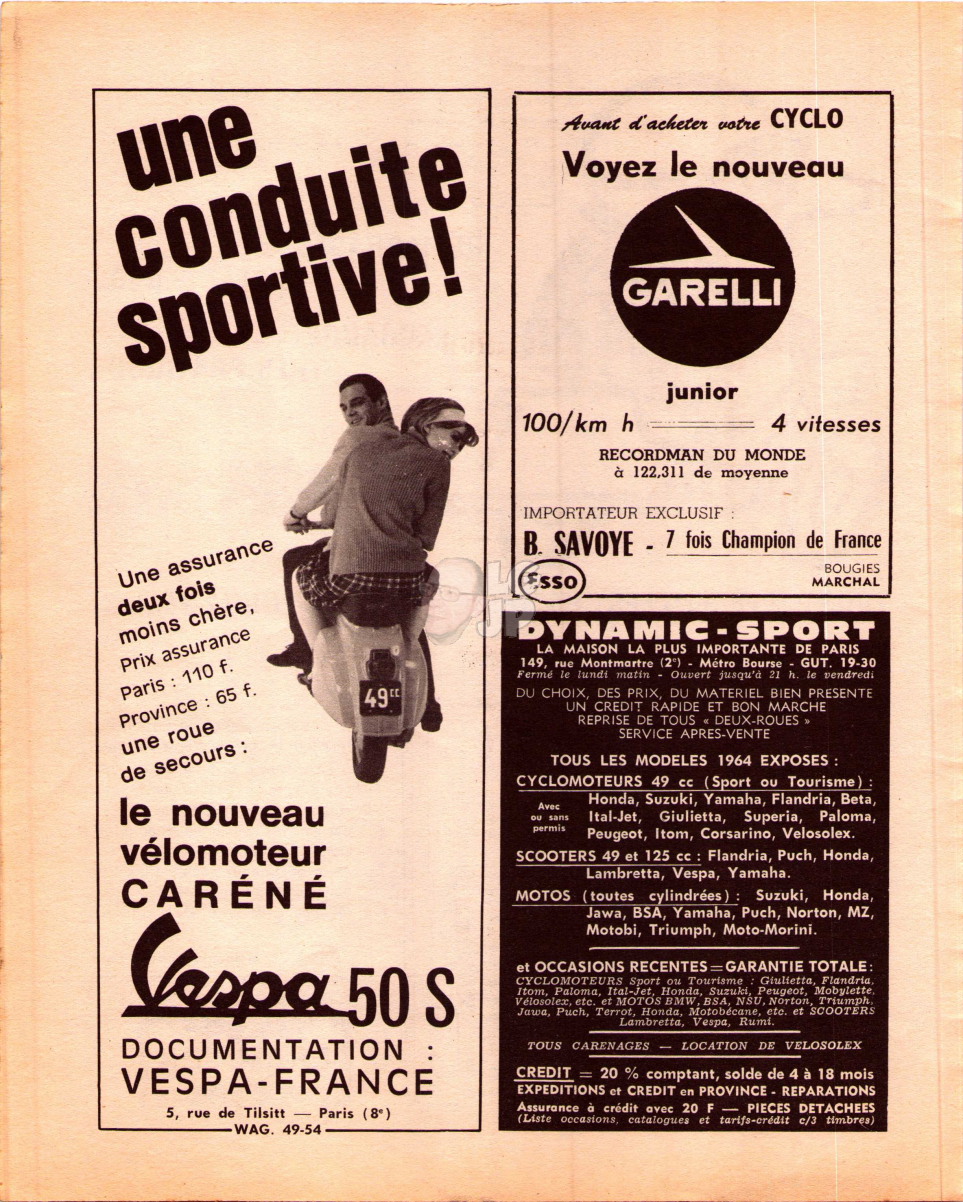 une
conduite
sportive!
Une assurance
deux fois
moins chère,
Prix assurance
Paris : 110 f.
Province : 65 f.
une roue
de secours :
49cc
le nouveau
vélomoteur
CARÉNÉ
Vespa 50 S
DOCUMENTATION :
VESPA-FRANCE
5, rue de Tilsitt — Paris (8e)
WAG. 49-54
Avant d'acheter votre CYCLO
Voyez le nouveau
GARELLI
junior
100/km h 4 vitesses
RECORDMAN DU MONDE
à 122,311 de moyenne
IMPORTATEUR EXCLUSIF :
B. SAVOYE - 7 fois Champion de France
Esso
BOUGIES
MARCHAL
LC
JP
DYNAMIC-SPORT
LA MAISON LA PLUS IMPORTANTE DE PARIS
149, rue Montmartre (2e) - Métro Bourse - GUT. 19-30
Fermé le lundi matin - Ouvert jusqu'à 21 h. le vendredi
DU CHOIX, DES PRIX, DU MATERIEL BIEN PRESENTE
UN CREDIT RAPIDE ET BON MARCHE
REPRISE DE TOUS « DEUX-ROUES »
SERVICE APRES-VENTE
TOUS LES MODELES 1964 EXPOSES :
CYCLOMOTEURS 49 cc (Sport ou Tourisme) :
Avec
ou sans
permis
Honda, Suzuki, Yamaha, Flandria, Beta,
Ital-Jet, Giulietta, Superia, Paloma,
Peugeot, Itom, Corsarino, Velosolex.
SCOOTERS 49 et 125 cc : Flandria, Puch, Honda,
Lambretta, Vespa, Yamaha.
MOTOS (toutes cylindrées) : Suzuki, Honda,
Jawa, BSA, Yamaha, Puch, Norton, MZ,
Motobi, Triumph, Moto-Morini.
et OCCASIONS RECENTES = GARANTIE TOTALE :
CYCLOMOTEURS Sport ou Tourisme : Giulietta, Flandria,
Itom, Paloma, Ital-Jet, Honda, Suzuki, Peugeot, Mobylette,
Vélosolex, etc. et MOTOS BMW, BSA, NSU, Norton, Triumph,
Jawa, Puch, Terrot, Honda, Motobécane, etc. et SCOOTERS
Lambretta, Vespa, Rumi.
TOUS CARENAGES — LOCATION DE VELOSOLEX
CREDIT = 20 % comptant, solde de 4 à 18 mois
EXPEDITIONS et CREDIT en PROVINCE - REPARATIONS
Assurance à crédit avec 20 F — PIECES DETACHEES
(Liste occasions, catalogues et tarifs-crédit c/3 timbres)